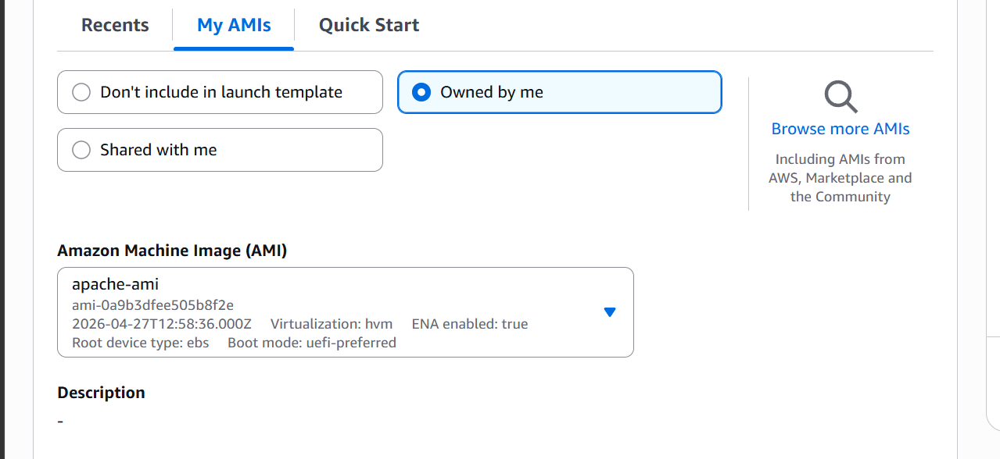 Recents
My AMIs
Quick Start
Don't include in launch template
Owned by me
Shared with me
Browse more AMIs
Including AMIs from
AWS, Marketplace and
the Community
Amazon Machine Image (AMI)
apache-ami
ami-0a9b3dfee505b8f2e
2026-04-27T12:58:36.000Z Virtualization: hvm ENA enabled: true
Root device type: ebs Boot mode: uefi-preferred
Description
-